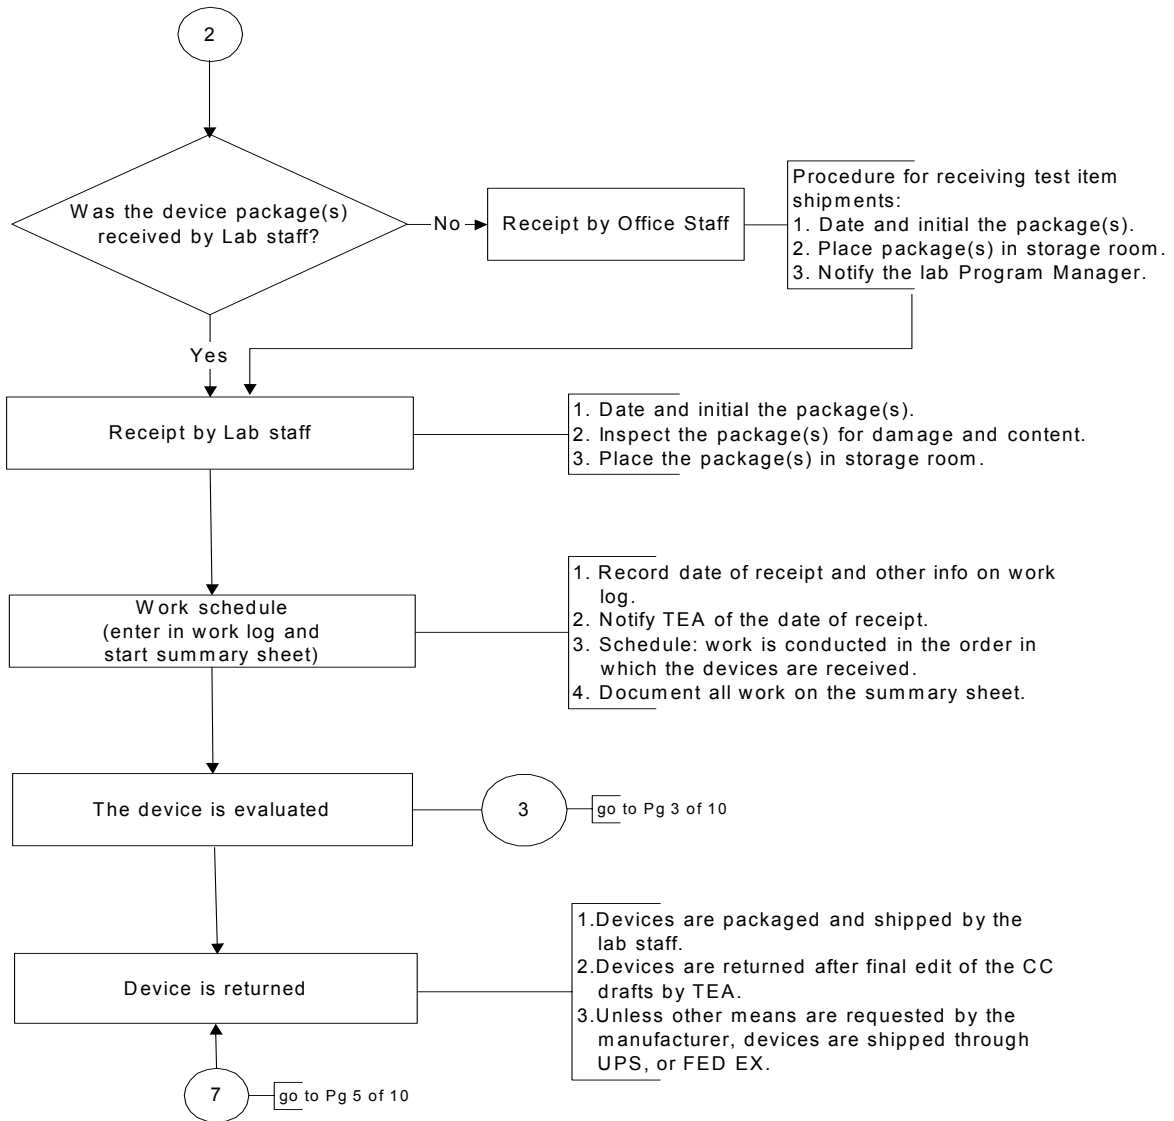 2
Was the device package(s)
received by Lab staff?
No
Receipt by Office Staff
Procedure for receiving test item
shipments:
1. Date and initial the package(s).
2. Place package(s) in storage room.
3. Notify the lab Program Manager.
Yes
Receipt by Lab staff
1. Date and initial the package(s).
2. Inspect the package(s) for damage and content.
3. Place the package(s) in storage room.
Work schedule
(enter in work log and
start summary sheet)
1. Record date of receipt and other info on work
log.
2. Notify TEA of the date of receipt.
3. Schedule: work is conducted in the order in
which the devices are received.
4. Document all work on the summary sheet.
The device is evaluated
3
go to Pg 3 of 10
Device is returned
1.Devices are packaged and shipped by the
lab staff.
2.Devices are returned after final edit of the CC
drafts by TEA.
3.Unless other means are requested by the
manufacturer, devices are shipped through
UPS, or FED EX.
7
go to Pg 5 of 10